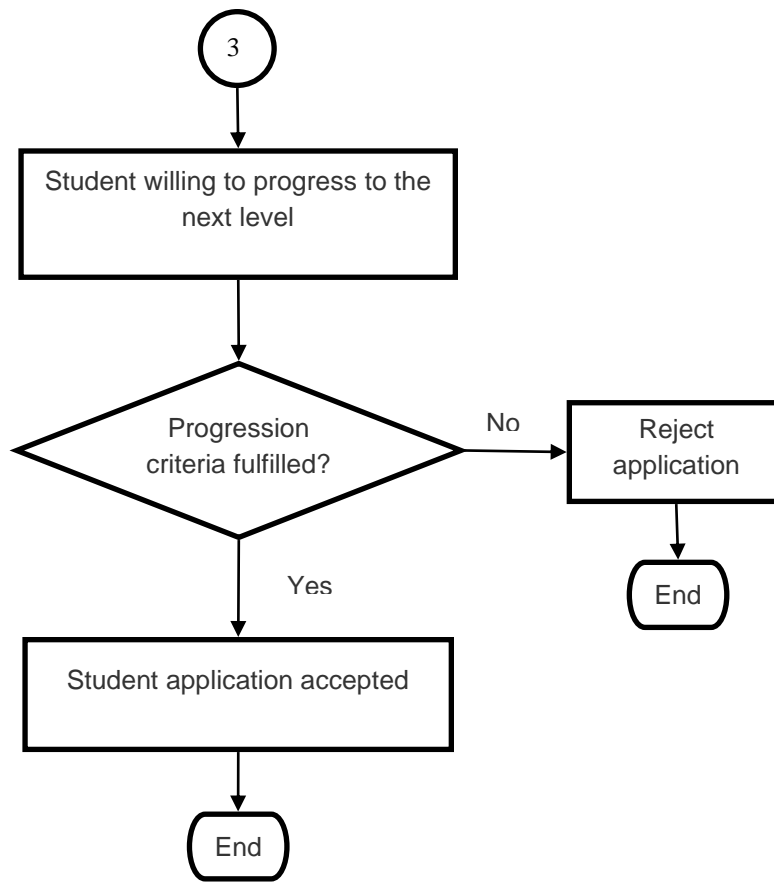 3
Student willing to progress to the
next level
Progression
criteria fulfilled?
No
Reject
application
End
Yes
Student application accepted
End